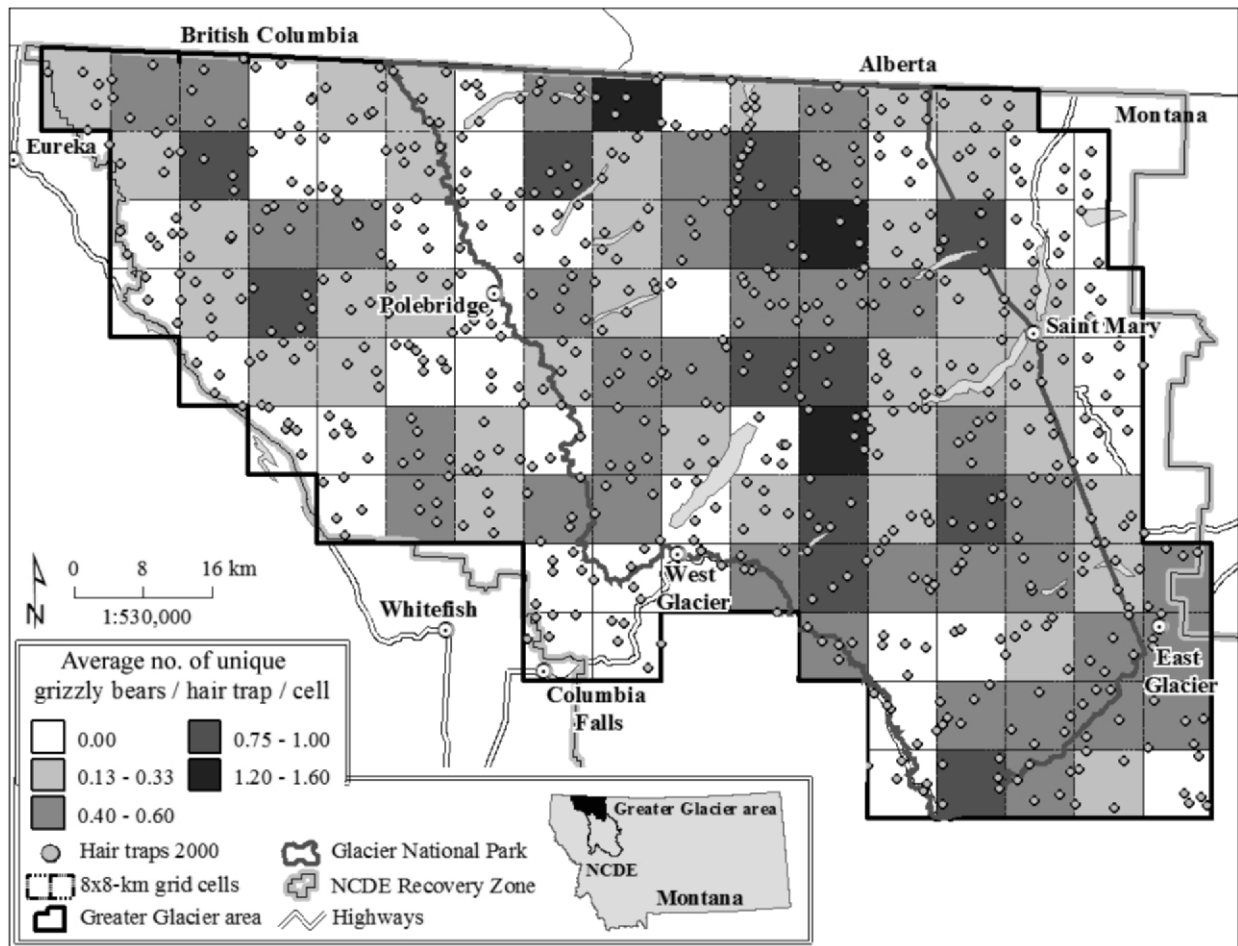 British Columbia
Alberta
Montana
Eureka
Polebridge
Saint Mary
West
Glacier
Whitefish
Columbia
Falls
East
Glacier
N
0 8 16 km
1:530,000
Average no. of unique
grizzly bears / hair trap / cell
0.00
0.75 - 1.00
0.13 - 0.33
1.20 - 1.60
0.40 - 0.60
Hair traps 2000
Glacier National Park
8x8-km grid cells
NCDE Recovery Zone
Greater Glacier area
Highways
Greater Glacier area
NCDE
Montana